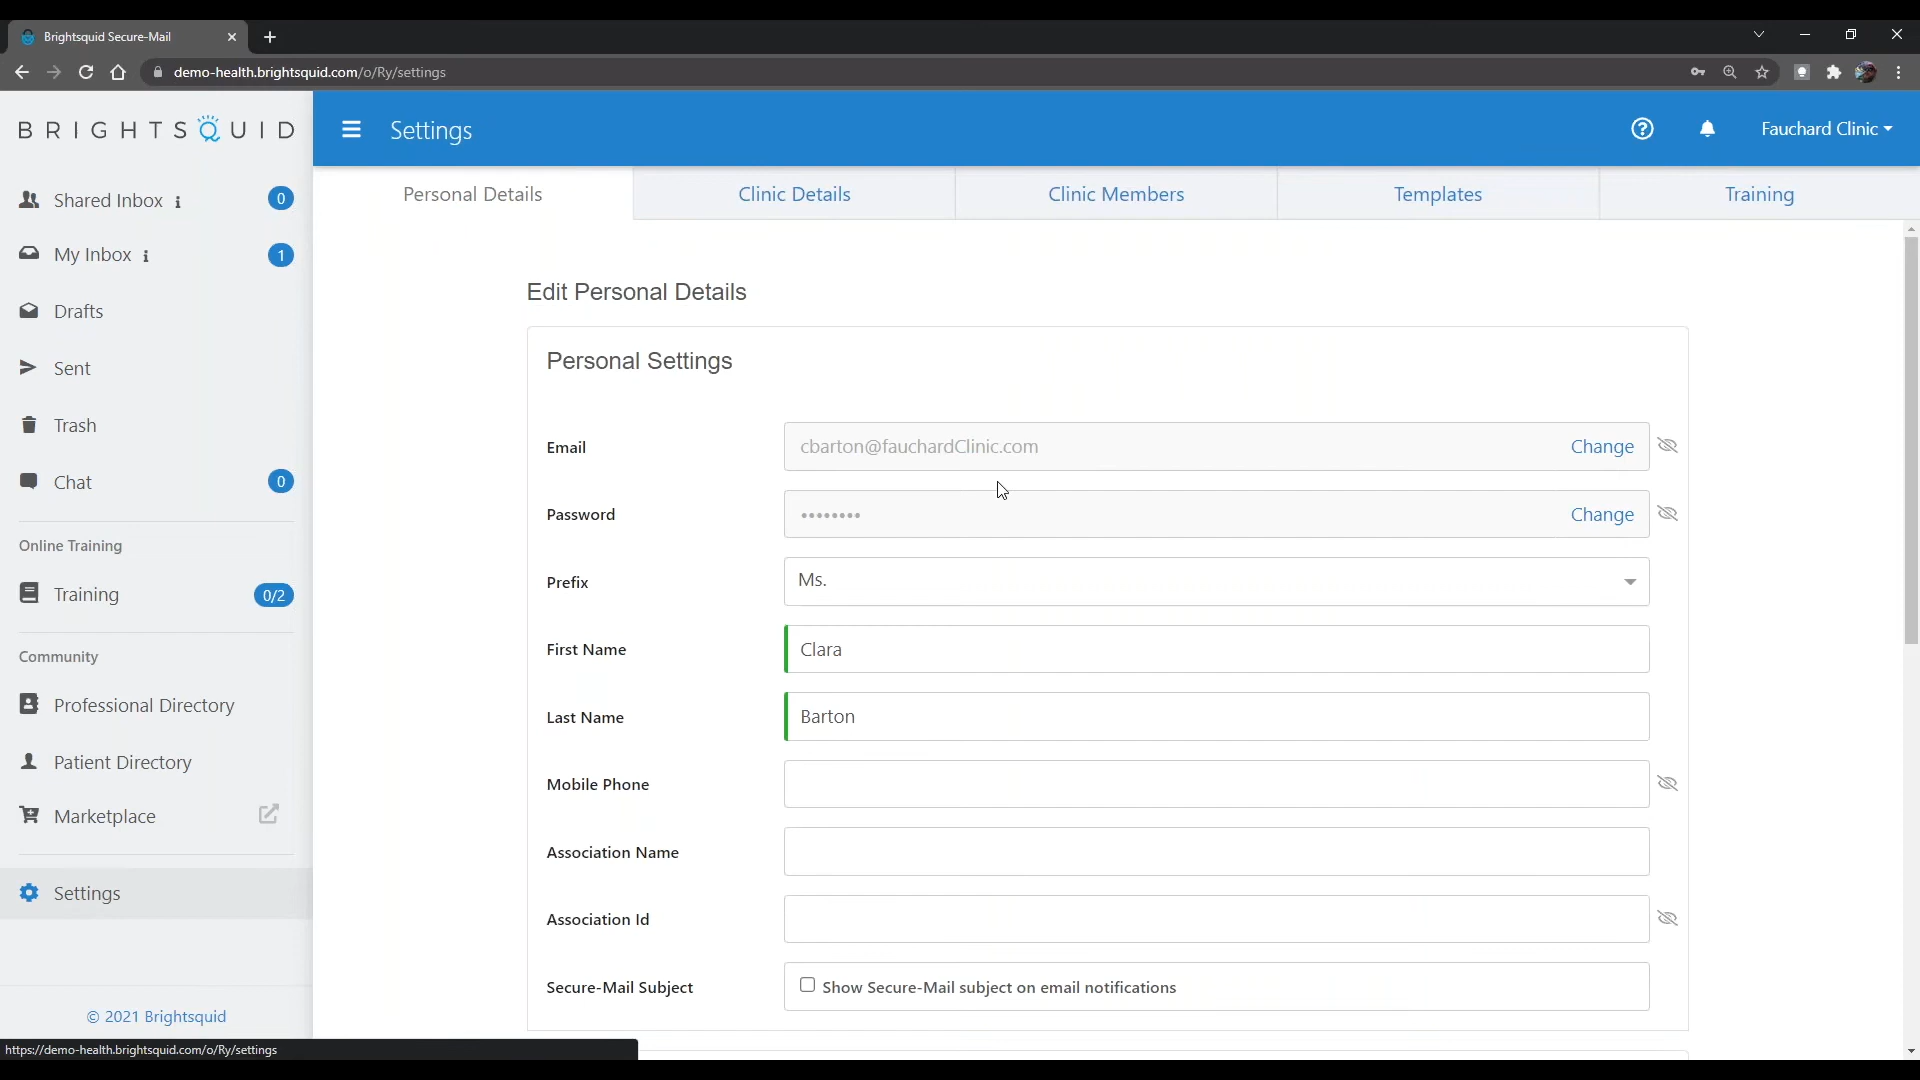 Brightsquid Secure-Mail
demo-health.brightsquid.com/o/Ry/settings
BRIGHTSQUID
Settings
Fauchard Clinic
Shared Inbox i 0
My Inbox i 1
Drafts
Sent
Trash
Chat 0
Online Training
Training 0/2
Community
Professional Directory
Patient Directory
Marketplace
Settings
© 2021 Brightsquid
https://demo-health.brightsquid.com/o/Ry/settings
Personal Details Clinic Details Clinic Members Templates Training
Edit Personal Details
Personal Settings
Email cbarton@fauchardClinic.com Change
Password •••••••• Change
Prefix Ms.
First Name Clara
Last Name Barton
Mobile Phone
Association Name
Association Id
Secure-Mail Subject Show Secure-Mail subject on email notifications